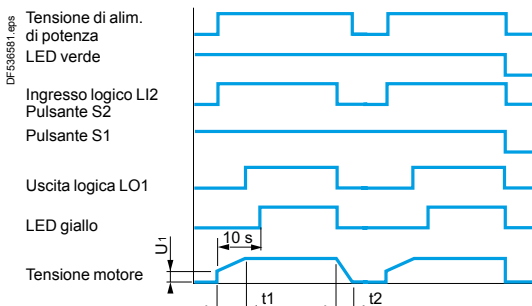 DF536581.eps
Tensione di alim.
di potenza
LED verde
Ingresso logico LI2
Pulsante S2
Pulsante S1
Uscita logica LO1
LED giallo
10 s
U1
Tensione motore
t1
t2